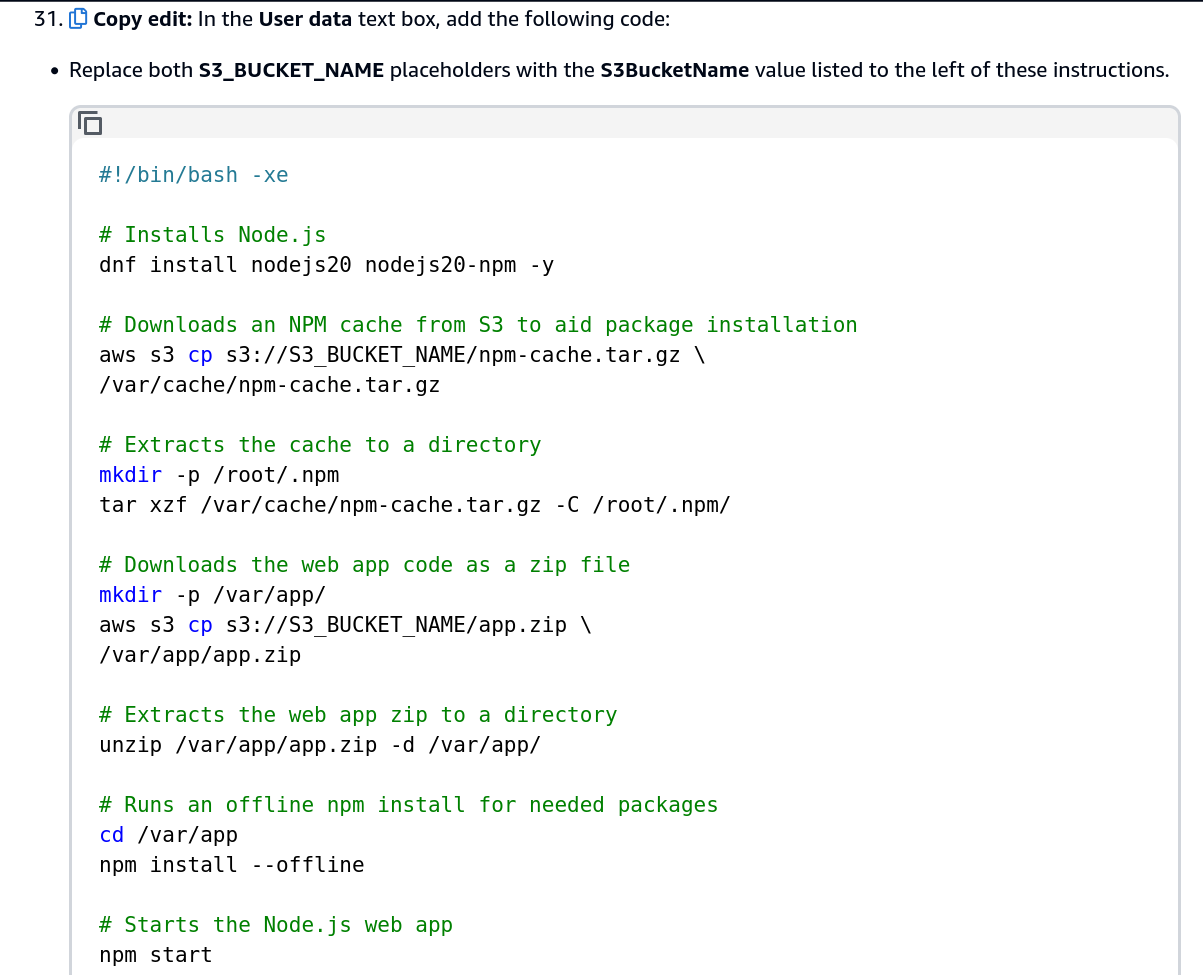 31. Copy edit: In the User data text box, add the following code:
• Replace both S3_BUCKET_NAME placeholders with the S3BucketName value listed to the left of these instructions.
#!/bin/bash -xe
# Installs Node.js
dnf install nodejs20 nodejs20-npm -y
# Downloads an NPM cache from S3 to aid package installation
aws s3 cp s3://S3_BUCKET_NAME/npm-cache.tar.gz \
/var/cache/npm-cache.tar.gz
# Extracts the cache to a directory
mkdir -p /root/.npm
tar xzf /var/cache/npm-cache.tar.gz -C /root/.npm/
# Downloads the web app code as a zip file
mkdir -p /var/app/
aws s3 cp s3://S3_BUCKET_NAME/app.zip \
/var/app/app.zip
# Extracts the web app zip to a directory
unzip /var/app/app.zip -d /var/app/
# Runs an offline npm install for needed packages
cd /var/app
npm install --offline
# Starts the Node.js web app
npm start